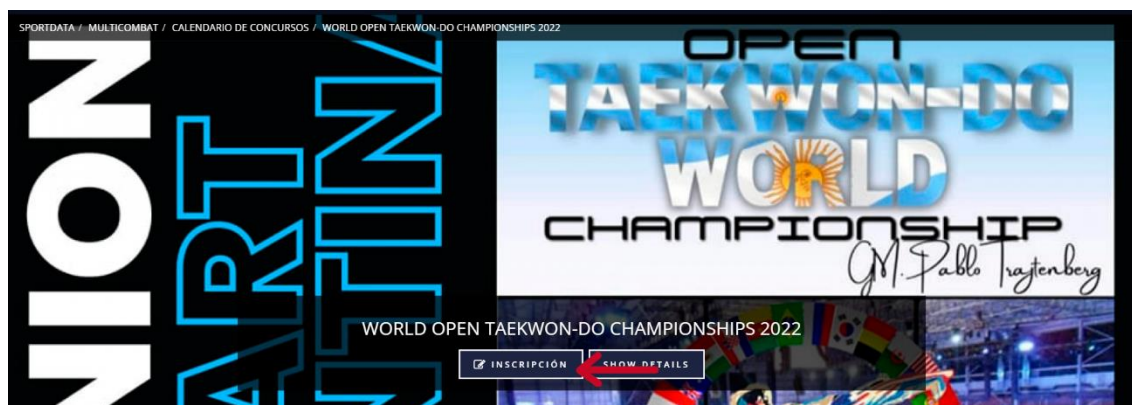 SPORTDATA / MULTICOMBAT / CALENDARIO DE CONCURSOS / WORLD OPEN TAEKWON-DO CHAMPIONSHIPS 2022
NION
ART
NTINA
OPEN
TAEKWON-DO
WORLD
CHAMPIONSHIP
GM. Pablo Trajtenberg
WORLD OPEN TAEKWON-DO CHAMPIONSHIPS 2022
INSCRIPCIÓN
SHOW DETAILS